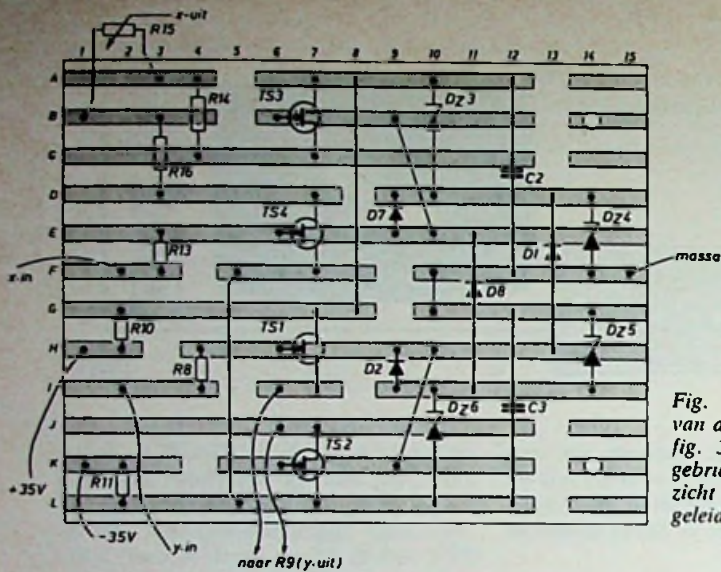 x-uit
R15
1 2 3 4 5 6 7 8 9 10 11 12 13 14 15
A
TS3
DZ3
R14
B
C
C2
R16
D
TS4
D7
DZ4
E
R13
D1
massa
x-in
F
D8
G
R10
TS1
DZ5
H
R8
D2
I
DZ6
C3
J
TS2
K
+35V
R11
L
-35V
y-in
naar R9 (y-uit)
Fig.
van d
fig. 3
gebrui
zicht
geleid